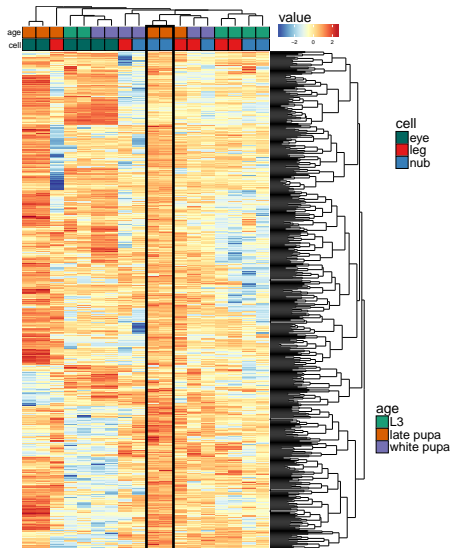 value
age
cell
−2 0 2
cell
eye
leg
nub
age
L3
late pupa
white pupa